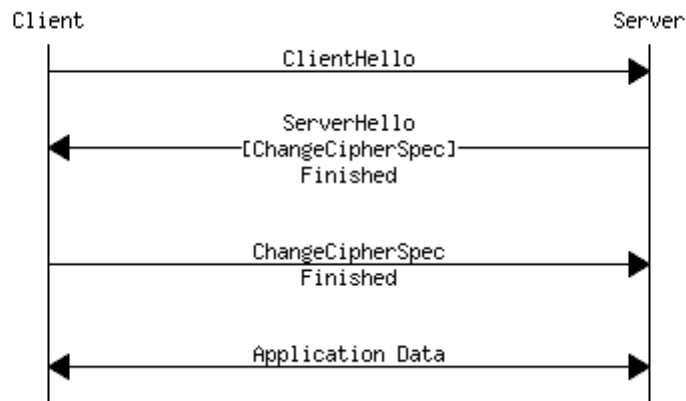 Client
Server
ClientHello
ServerHello
[ChangeCipherSpec]
Finished
ChangeCipherSpec
Finished
Application Data